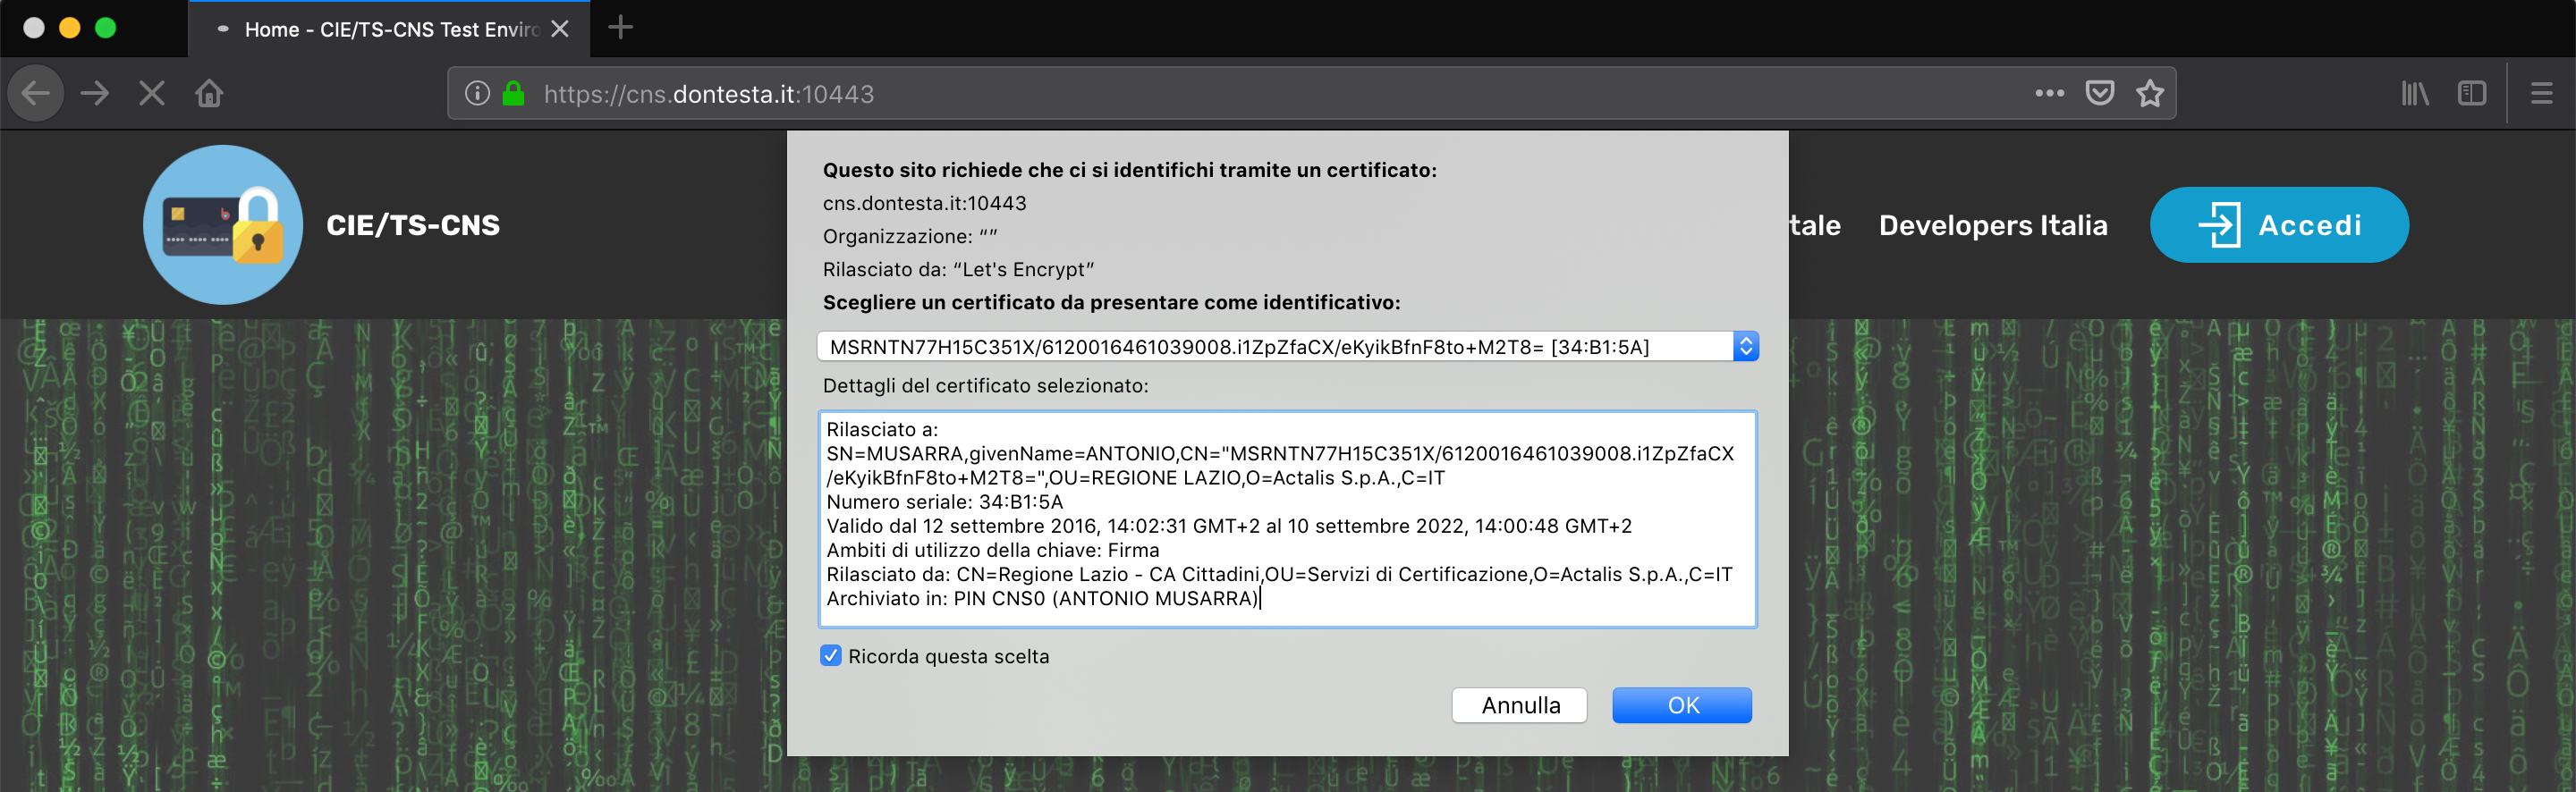 Home - CIE/TS-CNS Test Enviro
https://cns.dontesta.it:10443
CIE/TS-CNS
tale
Developers Italia
Accedi
Questo sito richiede che ci si identifichi tramite un certificato:
cns.dontesta.it:10443
Organizzazione: “”
Rilasciato da: “Let's Encrypt”
Scegliere un certificato da presentare come identificativo:
MSRNTN77H15C351X/6120016461039008.i1ZpZfaCX/eKyikBfnF8to+M2T8= [34:B1:5A]
Dettagli del certificato selezionato:
Rilasciato a:
SN=MUSARRA,givenName=ANTONIO,CN="MSRNTN77H15C351X/6120016461039008.i1ZpZfaCX
/eKyikBfnF8to+M2T8=",OU=REGIONE LAZIO,O=Actalis S.p.A.,C=IT
Numero seriale: 34:B1:5A
Valido dal 12 settembre 2016, 14:02:31 GMT+2 al 10 settembre 2022, 14:00:48 GMT+2
Ambiti di utilizzo della chiave: Firma
Rilasciato da: CN=Regione Lazio - CA Cittadini,OU=Servizi di Certificazione,O=Actalis S.p.A.,C=IT
Archiviato in: PIN CNS0 (ANTONIO MUSARRA)
Ricorda questa scelta
Annulla
OK